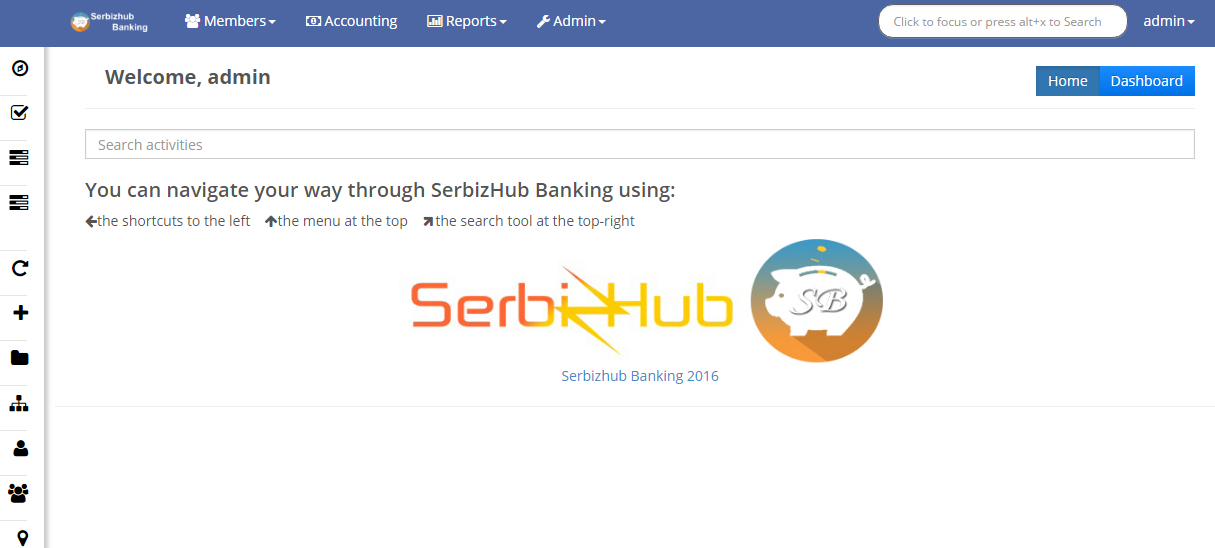 Serbizhub
Banking
Members
Accounting
Reports
Admin
Click to focus or press alt+x to Search
admin
Welcome, admin
Home
Dashboard
Search activities
You can navigate your way through SerbizHub Banking using:
the shortcuts to the left the menu at the top the search tool at the top-right
SerbizHub
SB
Serbizhub Banking 2016